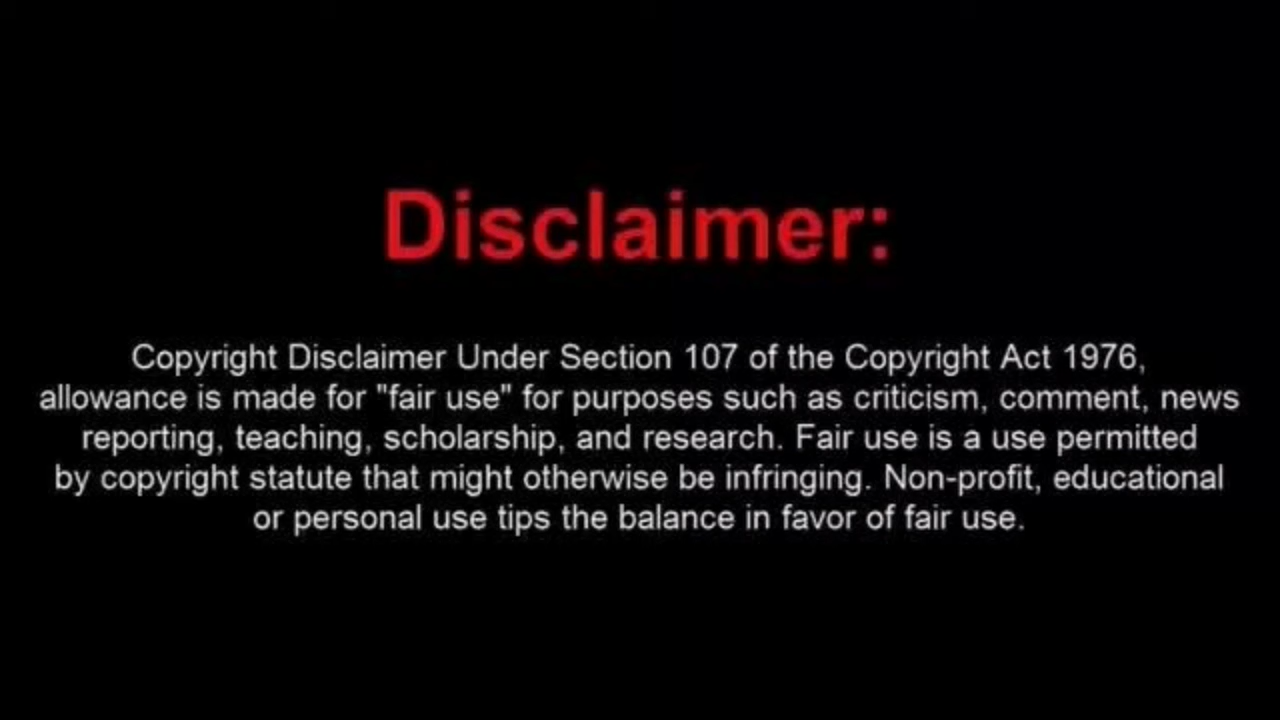 Disclaimer:
Copyright Disclaimer Under Section 107 of the Copyright Act 1976,
allowance is made for "fair use" for purposes such as criticism, comment, news
reporting, teaching, scholarship, and research. Fair use is a use permitted
by copyright statute that might otherwise be infringing. Non-profit, educational
or personal use tips the balance in favor of fair use.